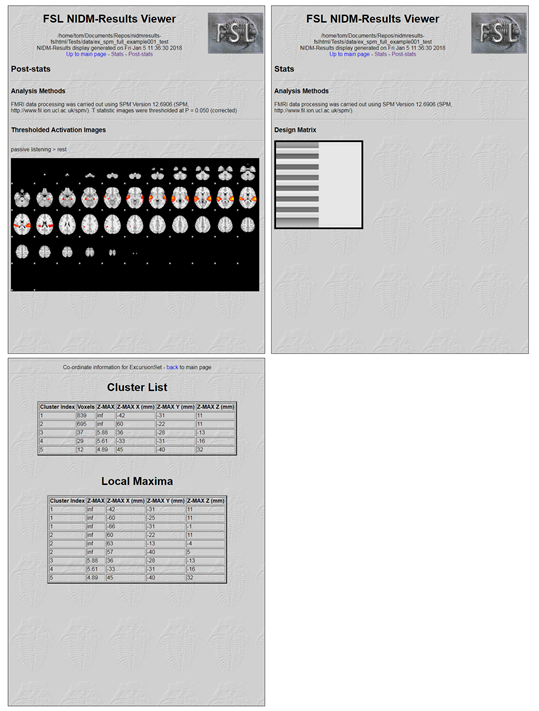 FSL NIDM-Results Viewer
/home/tom/Documents/Repos/nidmresults-
fslhtml/Tests/data/ex_spm_full_example001_test
NIDM-Results display generated on Fri Jan 5 11:36:30 2018
Up to main page - Stats - Post-stats
FSL
Post-stats
Analysis Methods
FMRI data processing was carried out using SPM Version 12.6906 (SPM,
http://www.fil.ion.ucl.ac.uk/spm/). T statistic images were thresholded at P = 0.050 (corrected)
Thresholded Activation Images
passive listening > rest
FSL NIDM-Results Viewer
/home/tom/Documents/Repos/nidmresults-
fslhtml/Tests/data/ex_spm_full_example001_test
NIDM-Results display generated on Fri Jan 5 11:36:30 2018
Up to main page - Stats - Post-stats
FSL
Stats
Analysis Methods
FMRI data processing was carried out using SPM Version 12.6906 (SPM,
http://www.fil.ion.ucl.ac.uk/spm/)
Design Matrix
Co-ordinate information for ExcursionSet - back to main page
Cluster List
Cluster Index Voxels Z-MAX Z-MAX X (mm) Z-MAX Y (mm) Z-MAX Z (mm)
1 839 inf -42 -31 11
2 695 inf 60 -22 11
3 37 5.88 36 -28 -13
4 29 5.61 -33 -31 -16
5 12 4.89 45 -40 32
Local Maxima
Cluster Index Z-MAX Z-MAX X (mm) Z-MAX Y (mm) Z-MAX Z (mm)
1 inf -42 -31 11
1 inf -60 -25 11
1 inf -66 -31 -1
2 inf 60 -22 11
2 inf 63 -13 -4
2 inf 57 -40 5
3 5.88 36 -28 -13
4 5.61 -33 -31 -16
5 4.89 45 -40 32